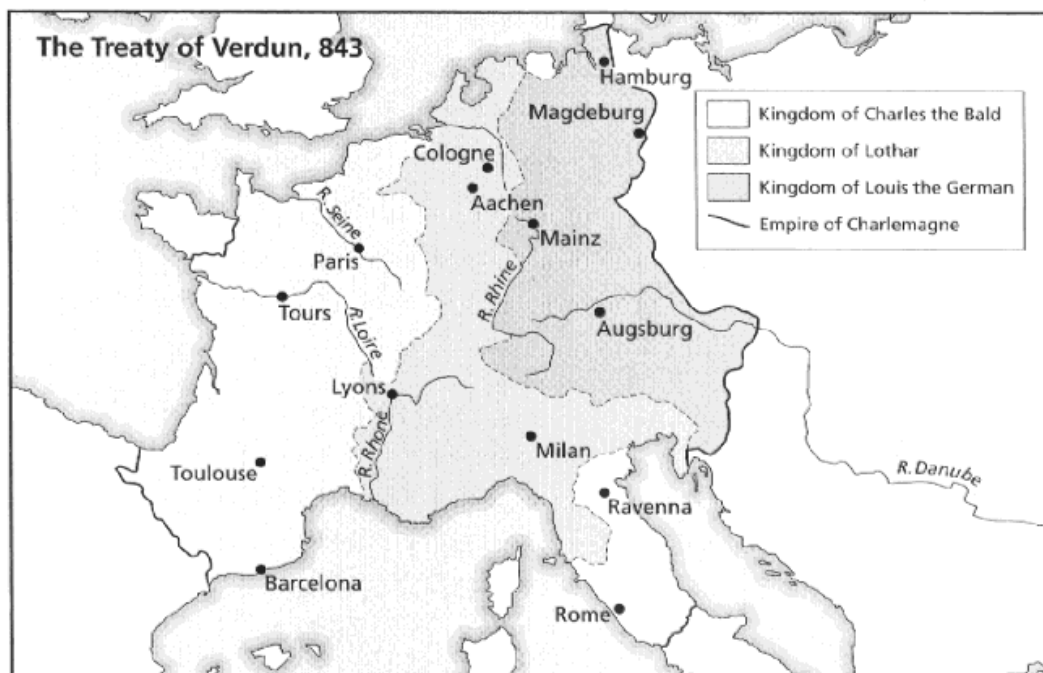 The Treaty of Verdun, 843
Hamburg
Magdeburg
Kingdom of Charles the Bald
Kingdom of Lothar
Kingdom of Louis the German
Empire of Charlemagne
Cologne
Aachen
R. Seine
Mainz
Paris
R. Rhine
Tours
R. Loire
Augsburg
Lyons
R. Rhone
Milan
Toulouse
R. Danube
Ravenna
Barcelona
Rome